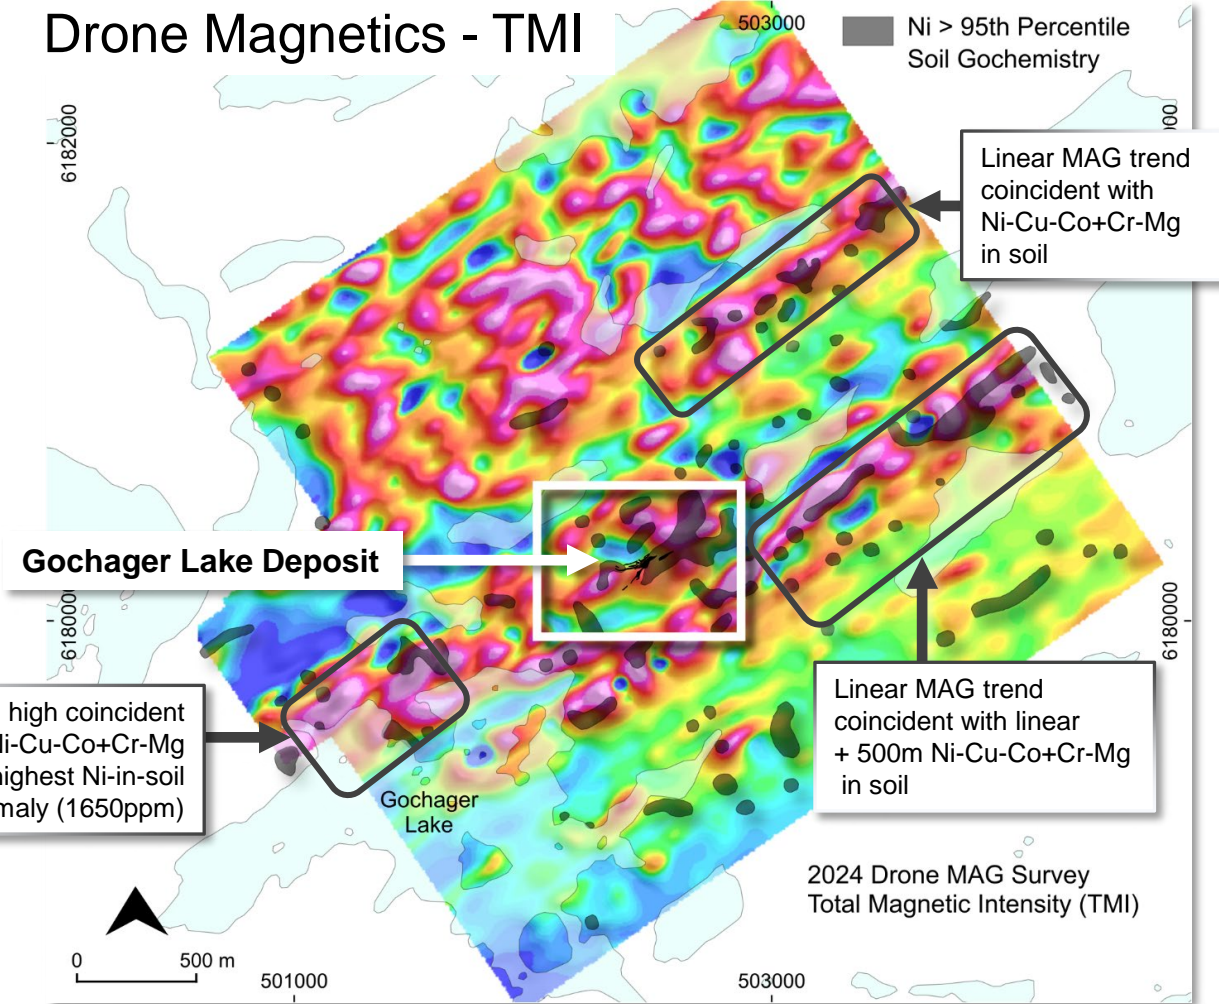 Drone Magnetics - TMI
503000
Ni > 95th Percentile
Soil Gochemistry
6182000
000
Linear MAG trend
coincident with
Ni-Cu-Co+Cr-Mg
in soil
Gochager Lake Deposit
6180000
6180000
high coincident
i-Cu-Co+Cr-Mg
highest Ni-in-soil
maly (1650ppm)
Linear MAG trend
coincident with linear
+ 500m Ni-Cu-Co+Cr-Mg
in soil
Gochager
Lake
2024 Drone MAG Survey
Total Magnetic Intensity (TMI)
0 500 m
501000
503000